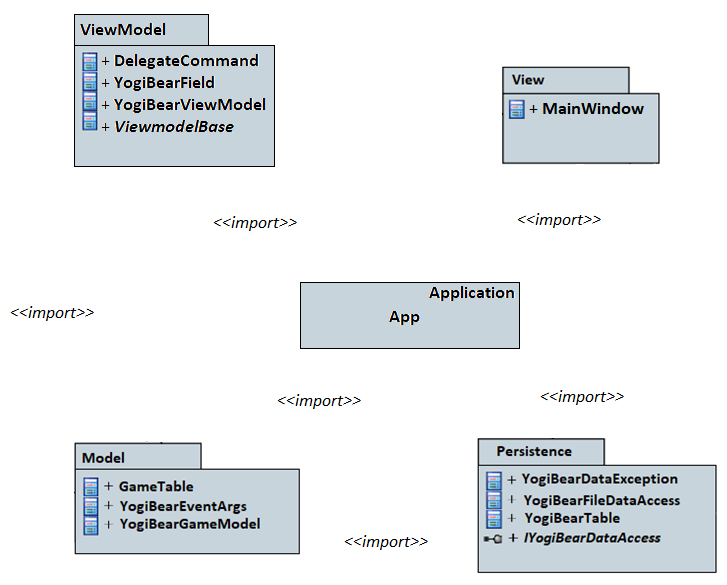 ViewModel
+ DelegateCommand
+ YogiBearField
+ YogiBearViewModel
+ ViewmodelBase
View
+ MainWindow
<<import>>
<<import>>
<<import>>
Application
App
<<import>>
<<import>>
Model
+ GameTable
+ YogiBearEventArgs
+ YogiBearGameModel
Persistence
+ YogiBearDataException
+ YogiBearFileDataAccess
+ YogiBearTable
+ IYogiBearDataAccess
<<import>>